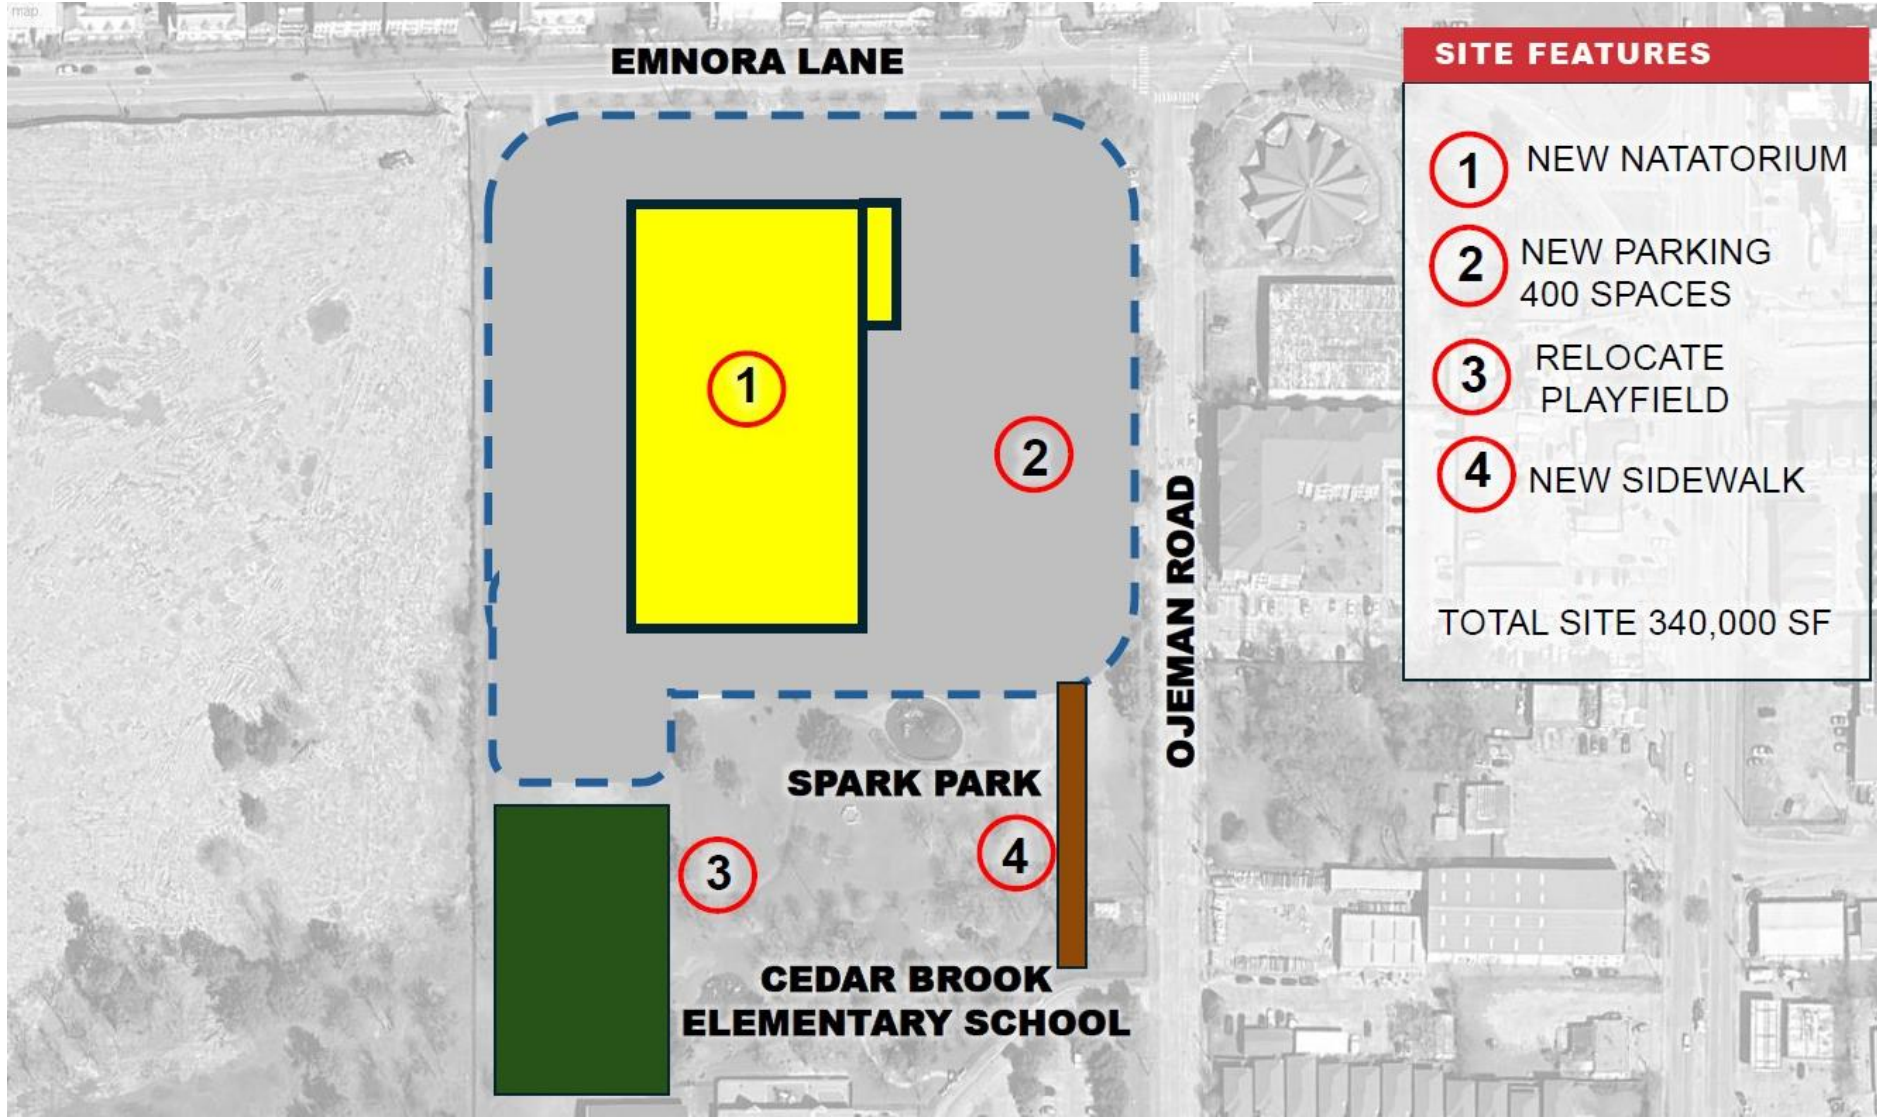 map.
EMNORA LANE
SITE FEATURES
1 NEW NATATORIUM
2 NEW PARKING
400 SPACES
3 RELOCATE
PLAYFIELD
4 NEW SIDEWALK
TOTAL SITE 340,000 SF
1
2
OJEMAN ROAD
SPARK PARK
3
4
CEDAR BROOK
ELEMENTARY SCHOOL